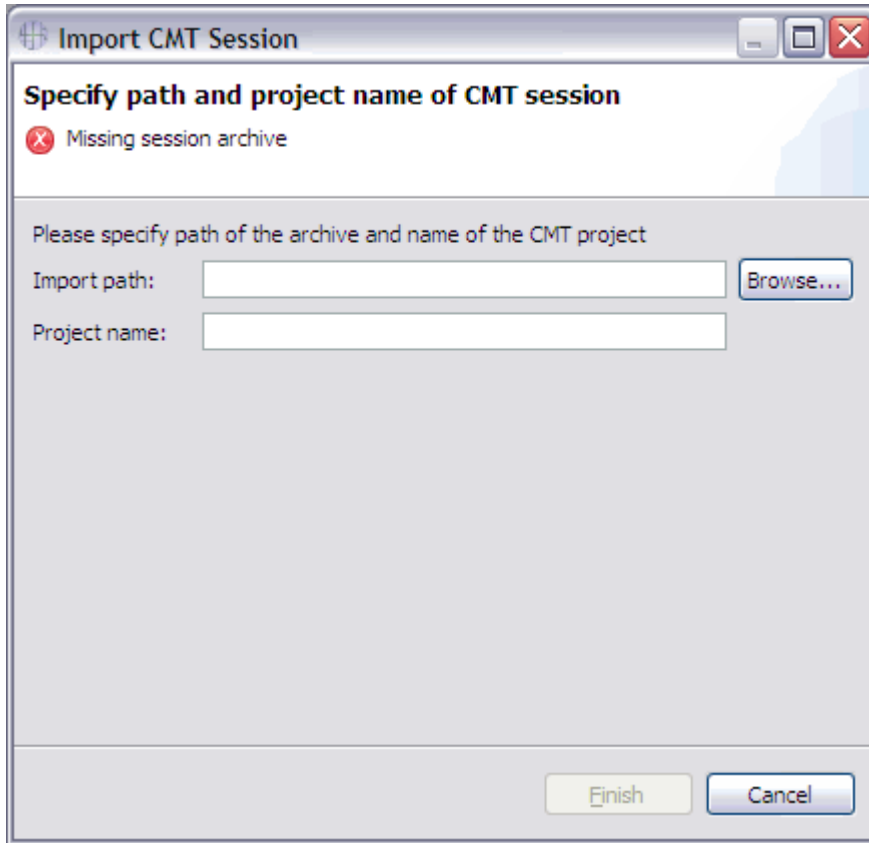 Import CMT Session
Specify path and project name of CMT session
Missing session archive
Please specify path of the archive and name of the CMT project
Import path:
Browse...
Project name:
Finish
Cancel